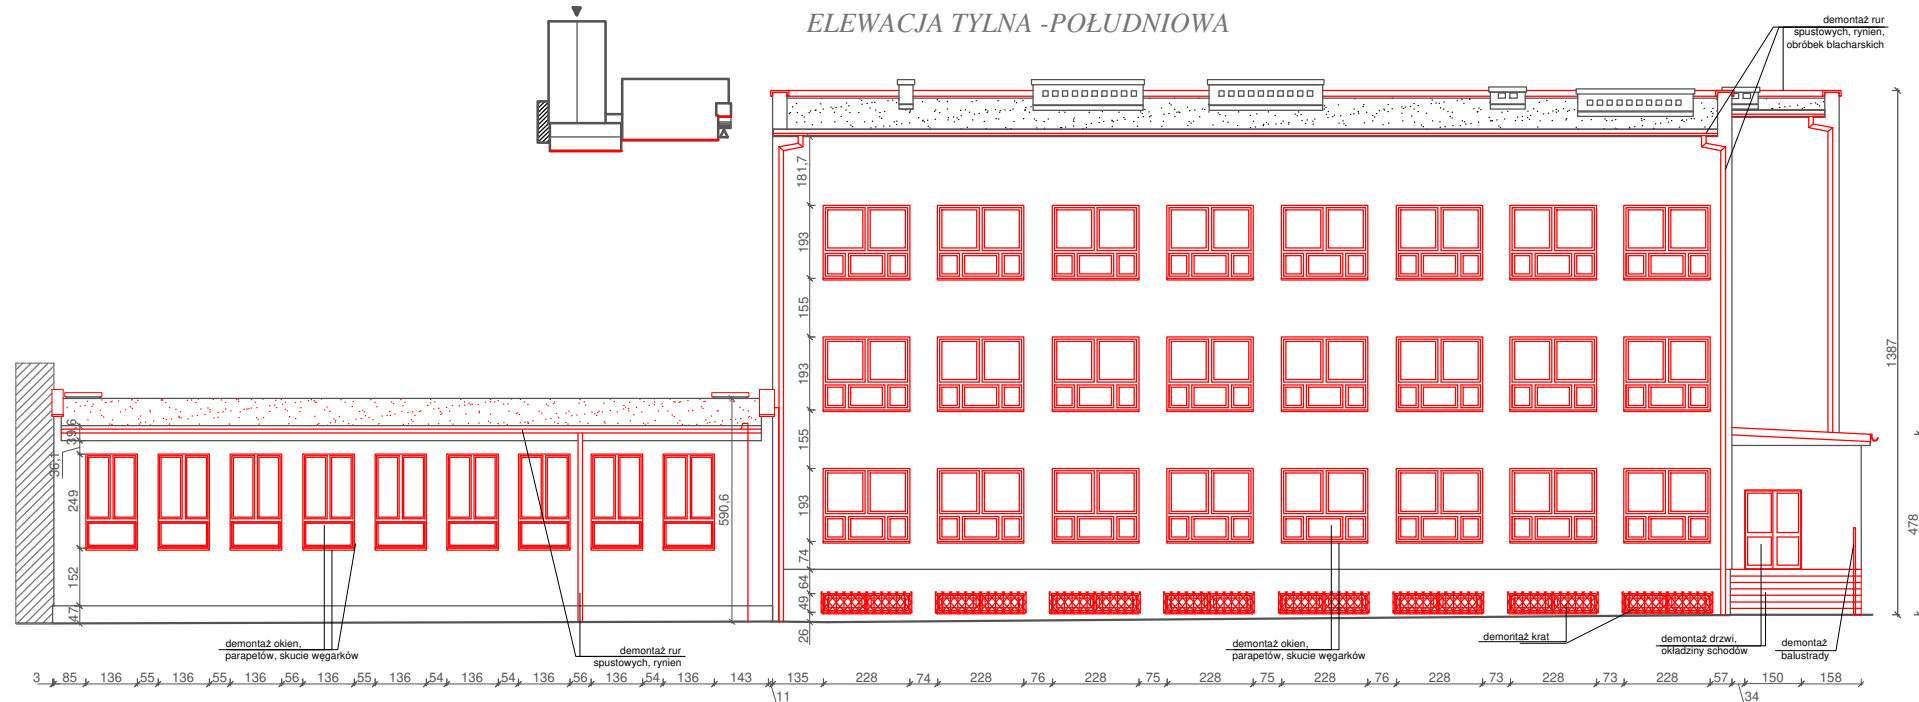 ELEWACJA TYLNA -POŁUDNIOWA
demontaż rur
spustowych, rynien,
obróbek blacharskich
181,7
193
155
193
155
193
74
64
49
26
1387
478
39,6
36,1
249
152
47
590,6
demontaż okien,
parapetów, skucie węgarków
demontaż rur
spustowych, rynien
demontaż okien,
parapetów, skucie węgarków
demontaż krat
demontaż drzwi,
okładziny schodów
demontaż
balustrady
3 85 136 55 136 55 136 56 136 55 136 54 136 54 136 56 136 54 136 143 135 228 74 228 76 228 75 228 75 228 76 228 73 228 73 228 57 150 158
11 34